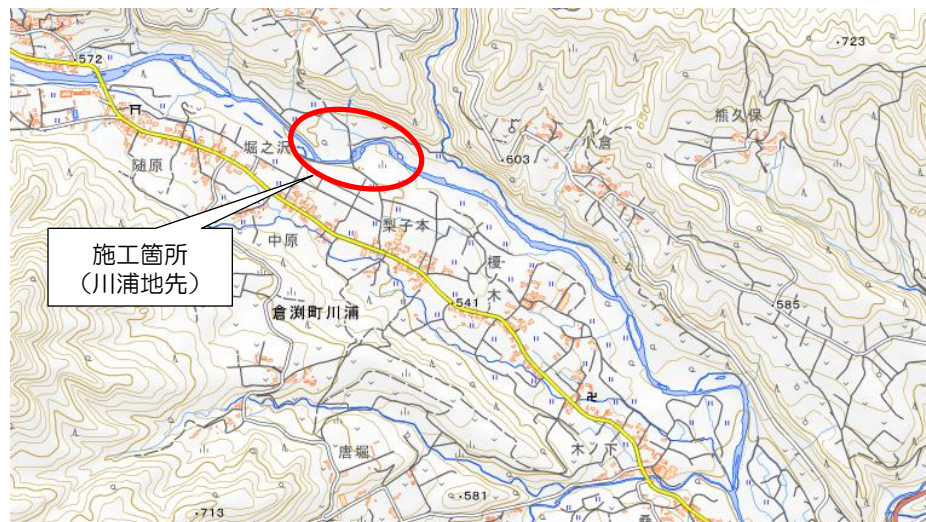 ・572
・723
熊久保
650
小倉
・603
堀之沢
随原
梨子本
中原
施工箇所
(川浦地先)
榎ノ木
・585
・541
倉渕町川浦
唐堀
木ノ下
・581
・713